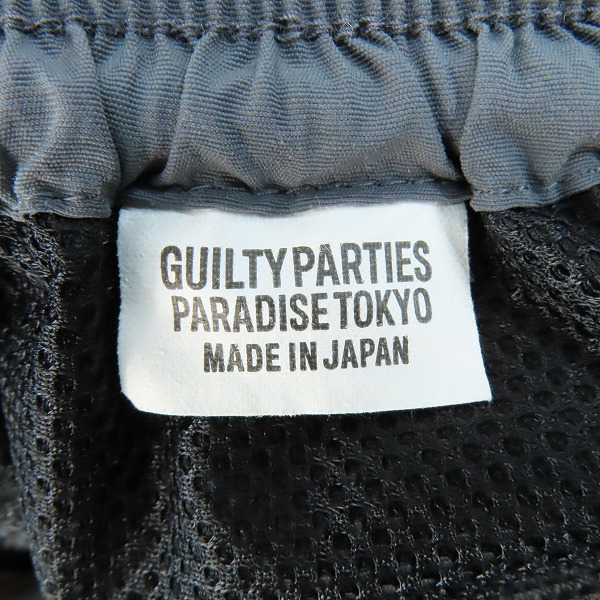 GUILTY PARTIES
PARADISE TOKYO
MADE IN JAPAN